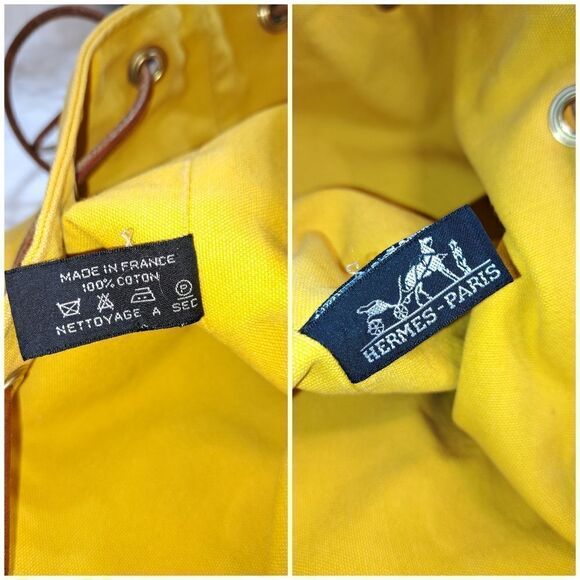 MADE IN FRANCE
100% COTON
P
NETTOYAGE A SEC
HERMES-PARIS